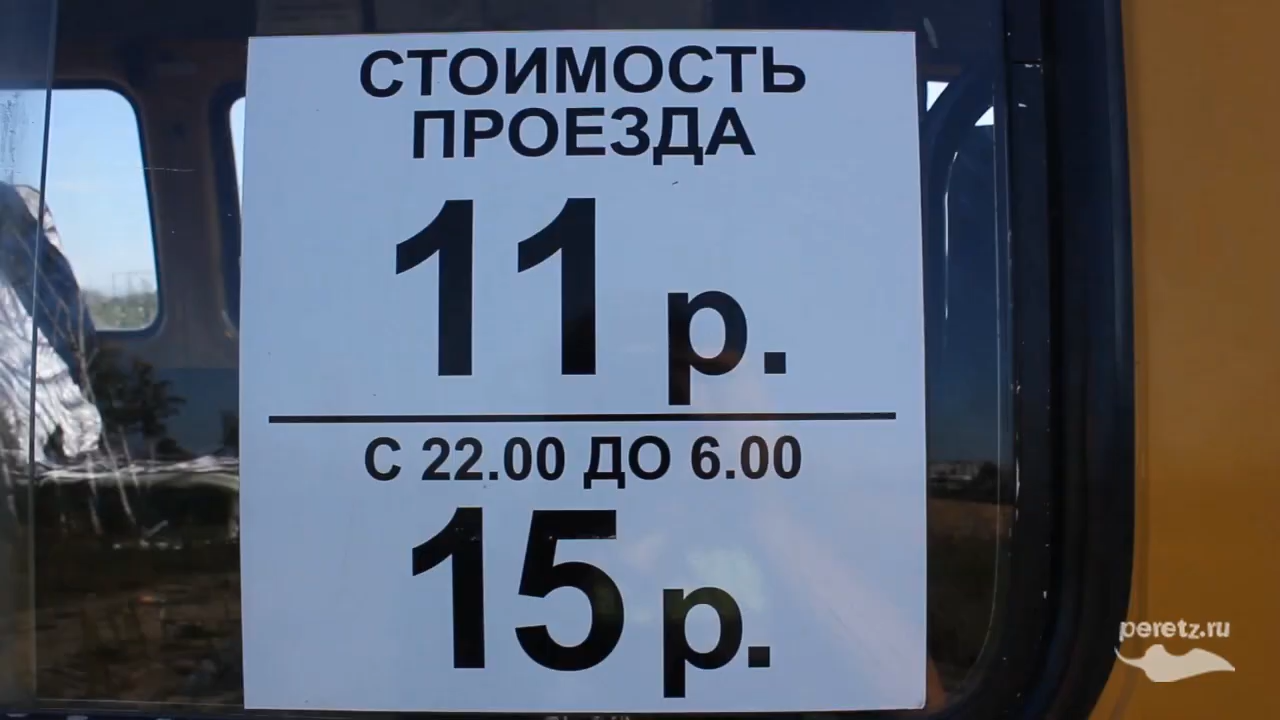 СТОИМОСТЬ
ПРОЕЗДА
11 р.
С 22.00 ДО 6.00
15 р.
peretz.ru